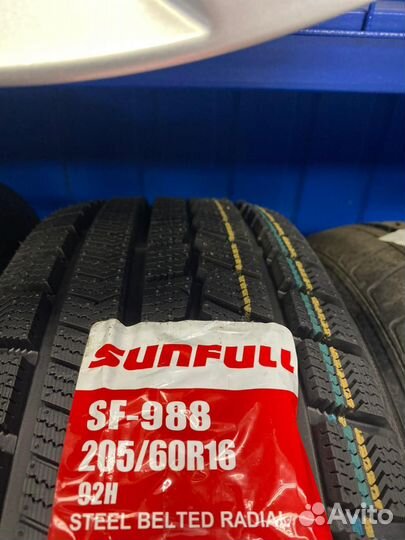 SUNFULL
SF-988
205/60R16
92H
STEEL BELTED RADIAL
Avito